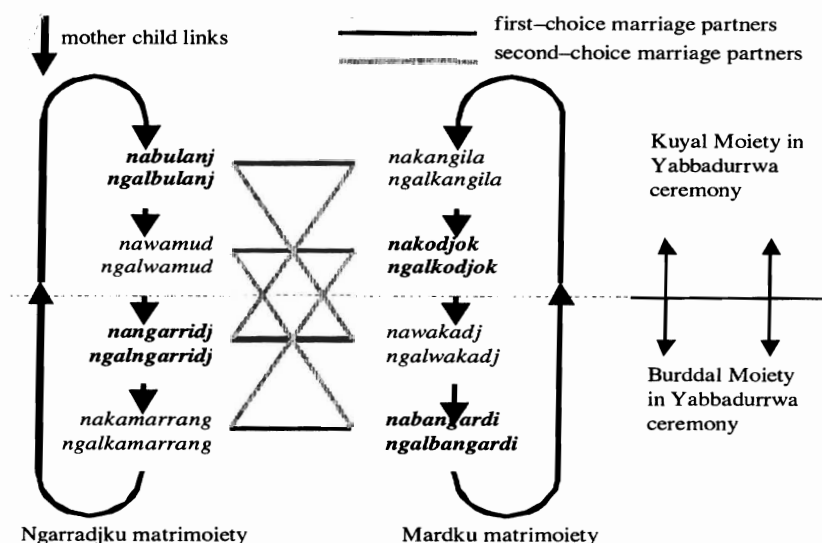 mother child links
first–choice marriage partners
second–choice marriage partners
nabulanj
ngalbulanj
nawamud
ngalwamud
nangarridj
ngalngarridj
nakamarrang
ngalkamarrang
Ngarradjku matrimoiety
nakangila
ngalkangila
nakodjok
ngalkodjok
nawakadj
ngalwakadj
nabangardi
ngalbangardi
Mardku matrimoiety
Kuyal Moiety in
Yabbadurrwa
ceremony
Burddal Moiety
in Yabbadurrwa
ceremony